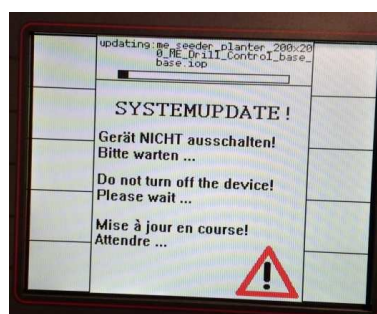 updating:me_seeder_planter_200x20
0_ME_Drill_Control_base_
base.iop
SYSTEMUPDATE !
Gerät NICHT ausschalten!
Bitte warten ...
Do not turn off the device!
Please wait ...
Mise à jour en course!
Attendre ...
!